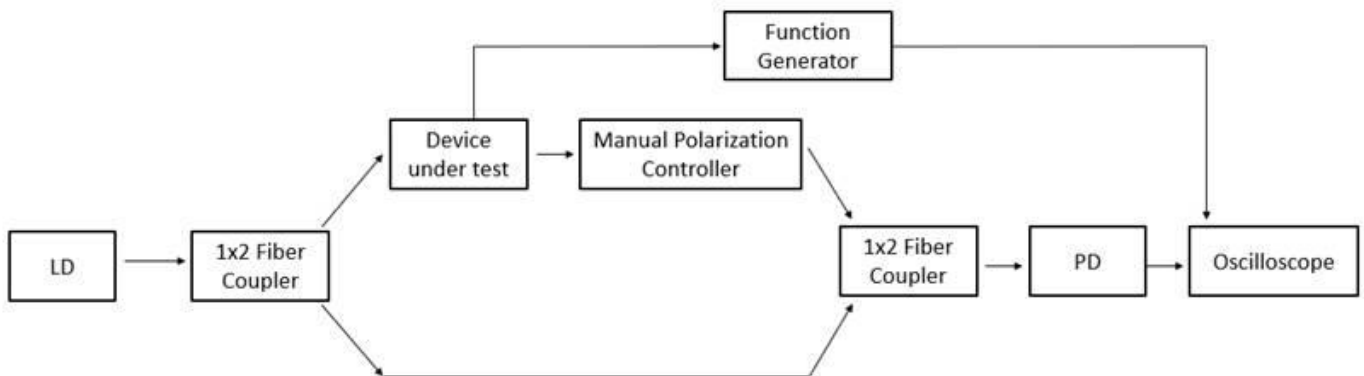 Function
Generator
Device
under test
Manual Polarization
Controller
LD
1x2 Fiber
Coupler
1x2 Fiber
Coupler
PD
Oscilloscope